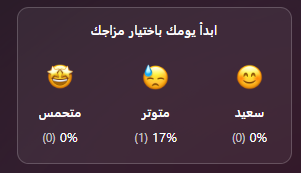 ابدأ يومك باختيار مزاجك
سعيد متوتر متحمس
0% (0) 17% (1) 0% (0)